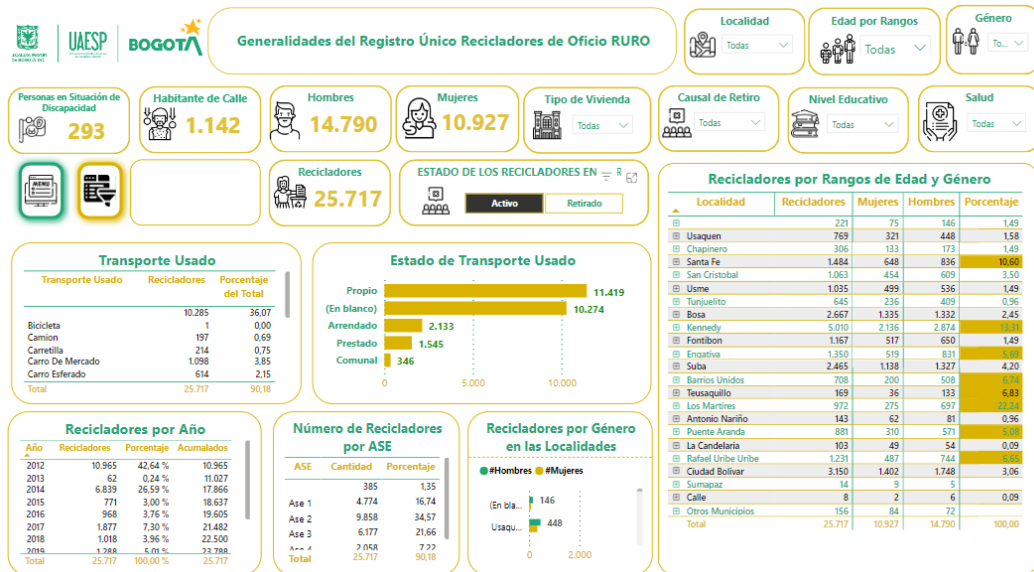 UAESP
BOGOTÁ
Generalidades del Registro Único Recicladores de Oficio RURO
Localidad
Todas
Edad por Rangos
Todas
Género
To...
Personas en Situación de
Discapacidad
293
Habitante de Calle
1.142
Hombres
14.790
Mujeres
10.927
Tipo de Vivienda
Todas
Causal de Retiro
Todas
Nivel Educativo
Todas
Salud
Todas
MENU
Recicladores
25.717
ESTADO DE LOS RECICLADORES EN R
Activo Retirado
Transporte Usado
Transporte Usado Recicladores Porcentaje
del Total
10.285 36,07
Bicicleta 1 0,00
Camion 197 0,69
Carretilla 214 0,75
Carro De Mercado 1.098 3,85
Carro Esferado 614 2,15
Total 25.717 90,18
Estado de Transporte Usado
Propio 11.419
(En blanco) 10.274
Arrendado 2.133
Prestado 1.545
Comunal 346
0 5.000 10.000
Recicladores por Rangos de Edad y Género
Localidad Recicladores Mujeres Hombres Porcentaje
221 75 146 1,49
Usaquen 769 321 448 1,58
Chapinero 306 133 173 1,49
Santa Fe 1.484 648 836 10,60
San Cristobal 1.063 454 609 3,50
Usme 1.035 499 536 1,49
Tunjuelito 645 236 409 0,96
Bosa 2.667 1.335 1.332 2,45
Kennedy 5.010 2.136 2.874 13,31
Fontibon 1.167 517 650 1,49
Engativa 1.350 519 831 5,69
Suba 2.465 1.138 1.327 4,20
Barrios Unidos 708 200 508 6,74
Teusaquillo 169 36 133 6,83
Los Martires 972 275 697 22,24
Antonio Nariño 143 62 81 0,96
Puente Aranda 881 310 571 5,08
La Candelaria 103 49 54 0,09
Rafael Uribe Uribe 1.231 487 744 6,65
Ciudad Bolivar 3.150 1.402 1.748 3,06
Sumapaz 14 9 5
Calle 8 2 6 0,09
Otros Municipios 156 84 72
Total 25.717 10.927 14.790 100,00
Recicladores por Año
Año Recicladores Porcentaje Acumulados
2012 10.965 42,64 % 10.965
2013 62 0,24 % 11.027
2014 6.839 26,59 % 17.866
2015 771 3,00 % 18.637
2016 968 3,76 % 19.605
2017 1.877 7,30 % 21.482
2018 1.018 3,96 % 22.500
2019 1.288 5,01 % 23.788
Total 25.717 100,00 % 25.717
Número de Recicladores
por ASE
ASE Cantidad Porcentaje
385 1,35
Ase 1 4.774 16,74
Ase 2 9.858 34,57
Ase 3 6.177 21,66
Ase 4 2.058 7,22
Total 25.717 90,18
Recicladores por Género
en las Localidades
#Hombres #Mujeres
(En bla... 146
Usaqu... 448
0 2.000